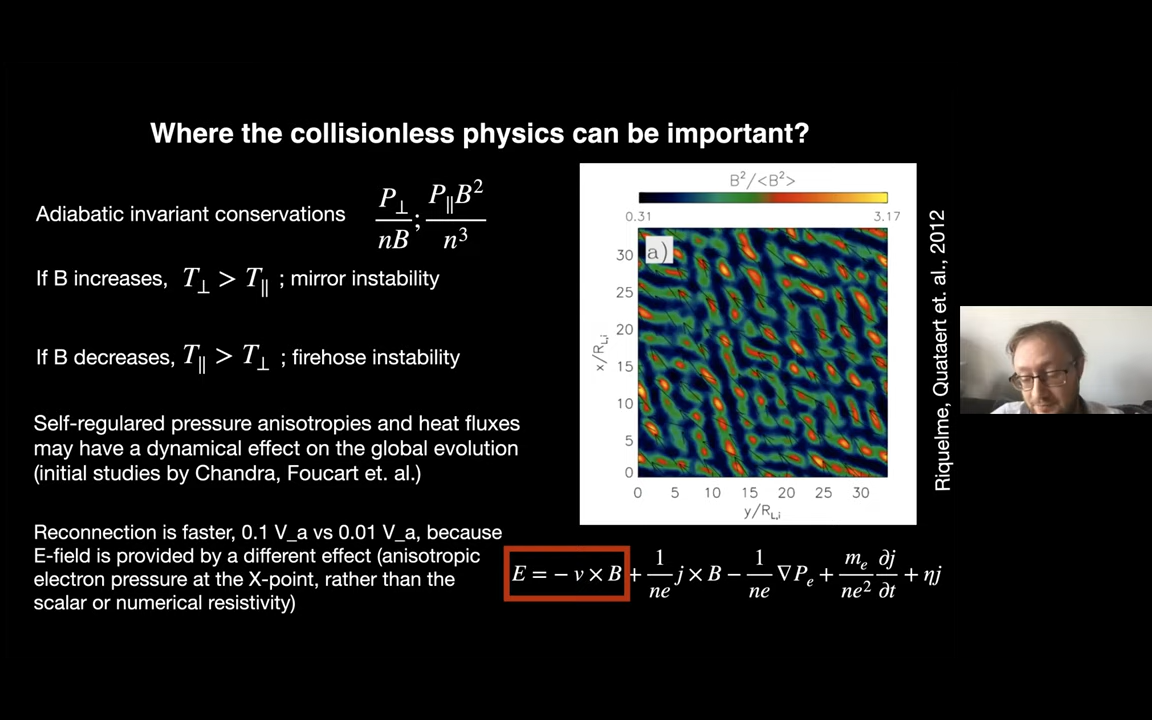 Where the collisionless physics can be important?
Adiabatic invariant conservations P⊥/nB ; P∥B²/n³
If B increases, T⊥ > T∥ ; mirror instability
If B decreases, T∥ > T⊥ ; firehose instability
Self-regulared pressure anisotropies and heat fluxes
may have a dynamical effect on the global evolution
(initial studies by Chandra, Foucart et. al.)
Reconnection is faster, 0.1 V_a vs 0.01 V_a, because
E-field is provided by a different effect (anisotropic
electron pressure at the X-point, rather than the
scalar or numerical resistivity)
B²/<B²>
0.31 3.17
a)
30
25
20
15
10
5
0
x/R_L,i
0 5 10 15 20 25 30
y/R_L,i
Riquelme, Quataert et. al., 2012
E = − v × B + 1/ne j × B − 1/ne ∇P_e + m_e/ne² ∂j/∂t + ηj